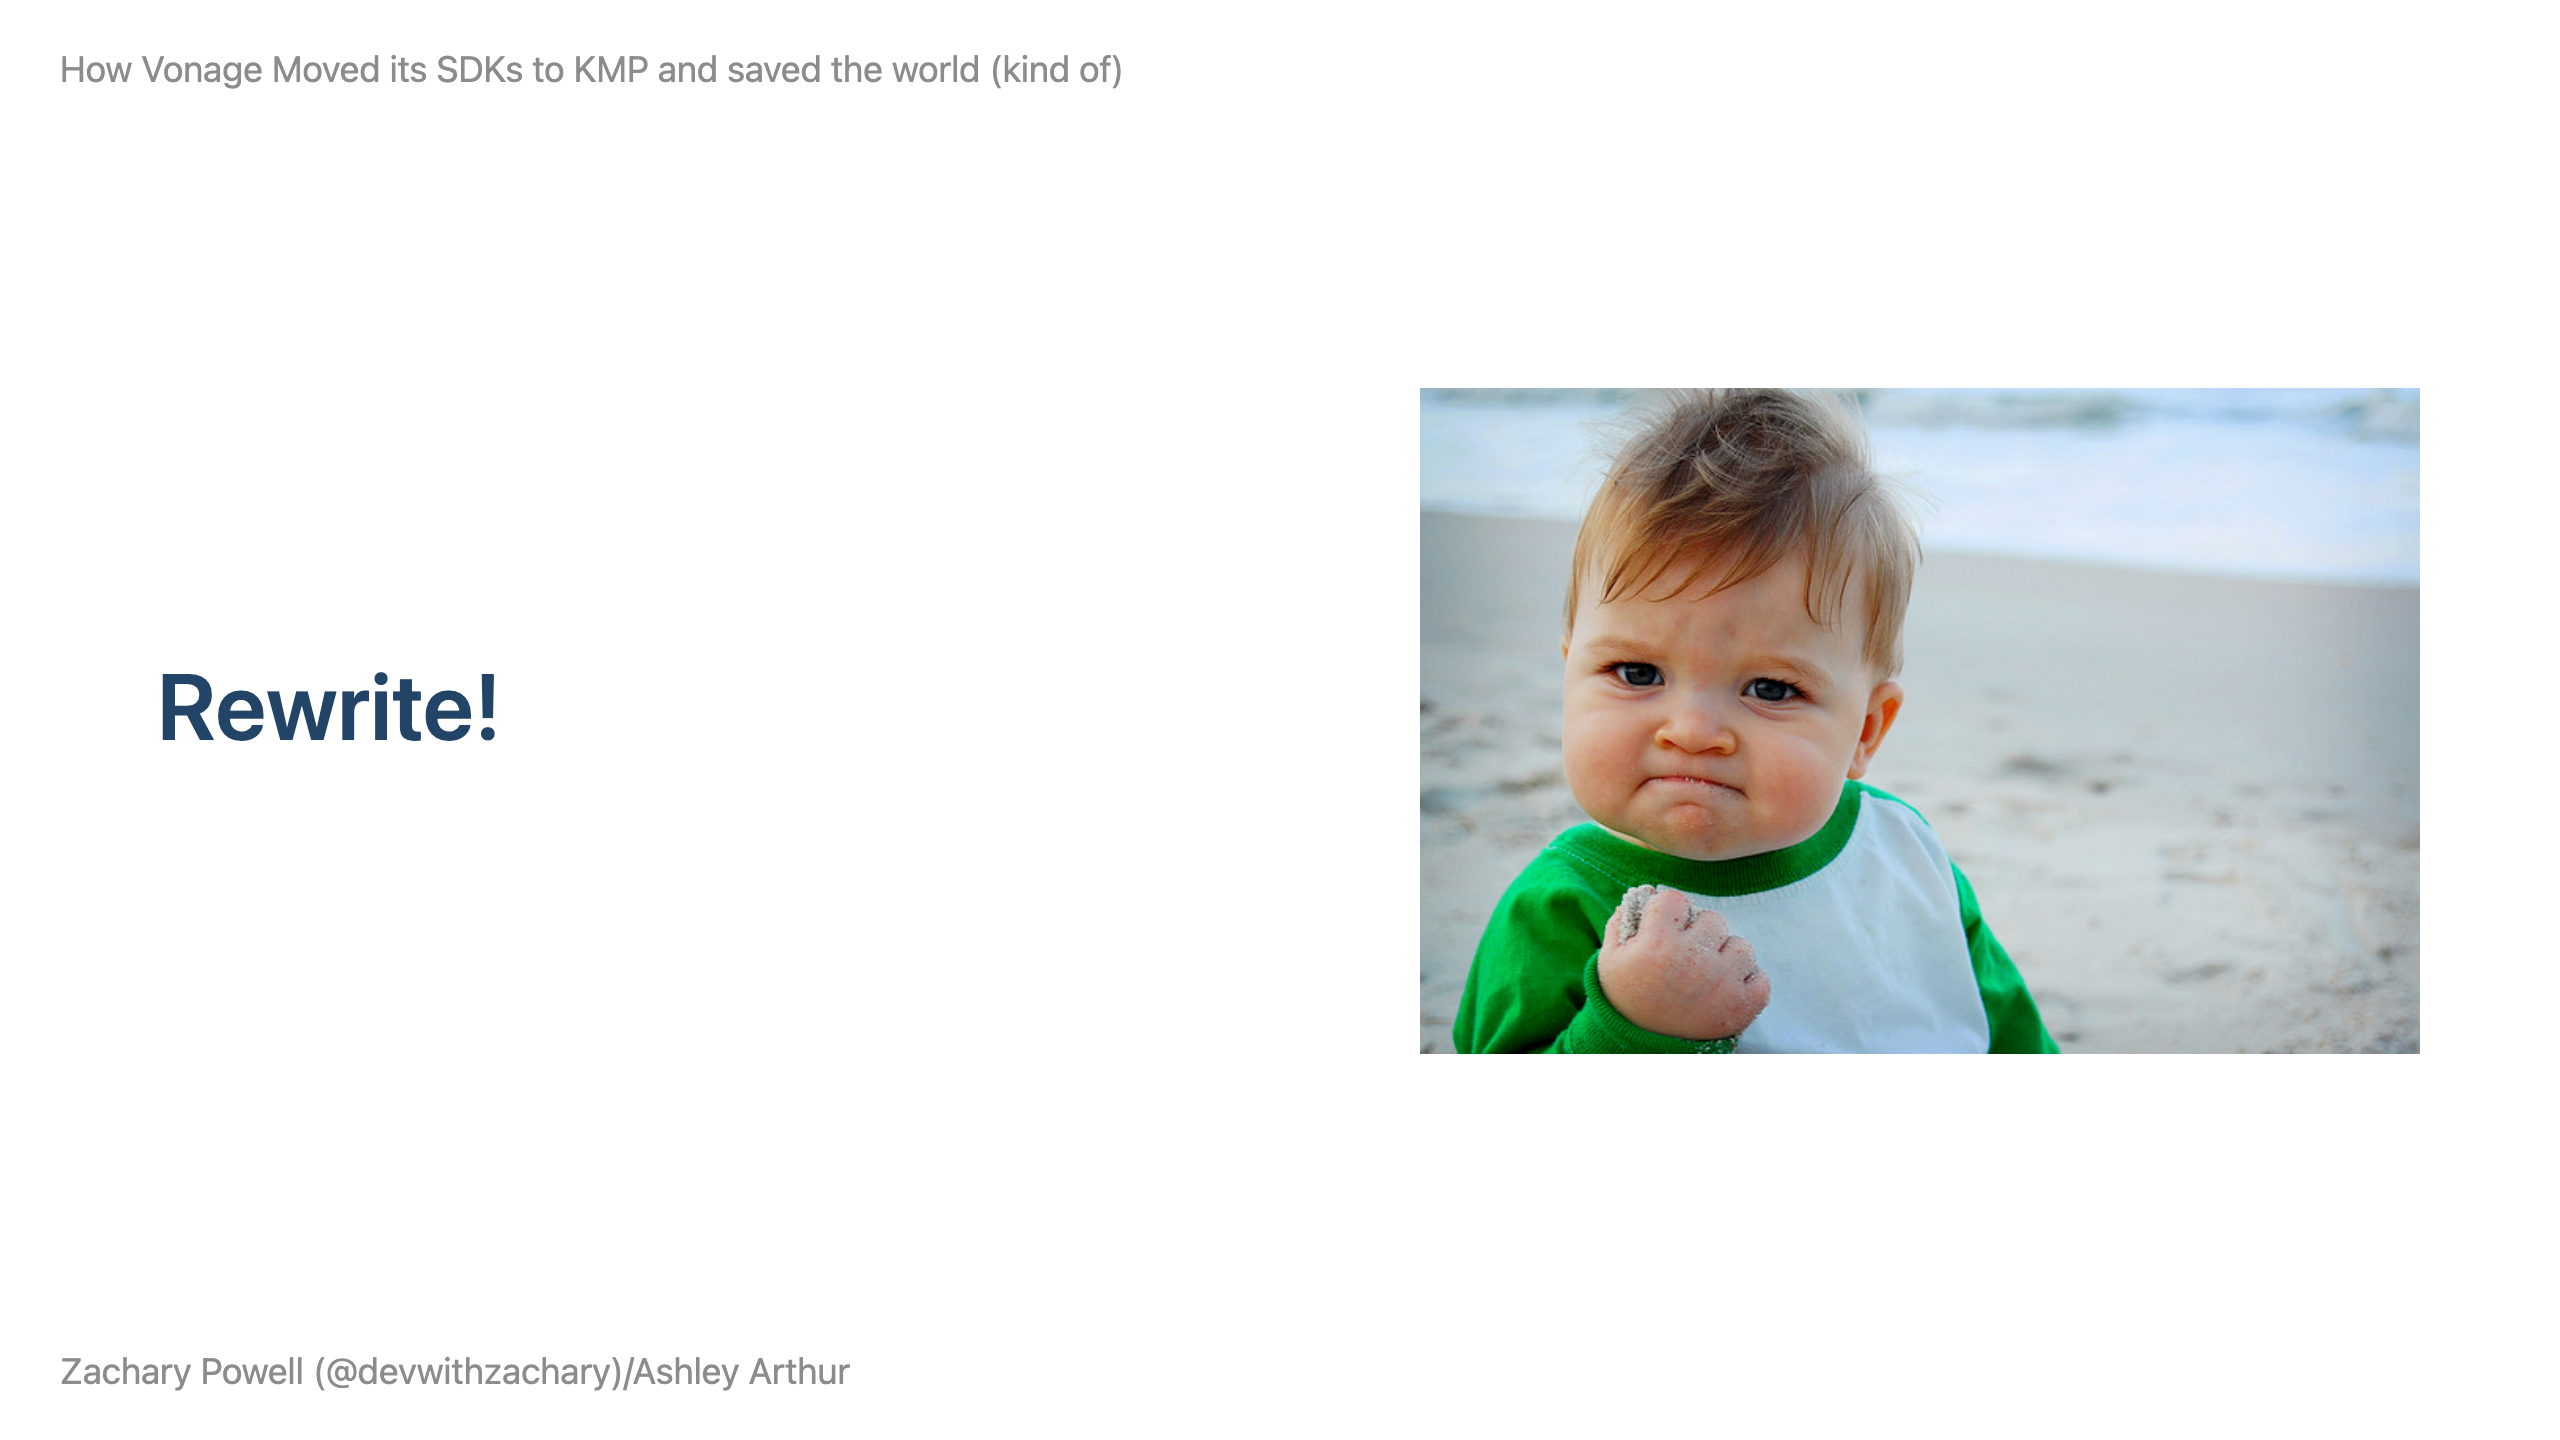 How Vonage Moved its SDKs to KMP and saved the world (kind of)
Rewrite!
Zachary Powell (@devwithzachary)/Ashley Arthur